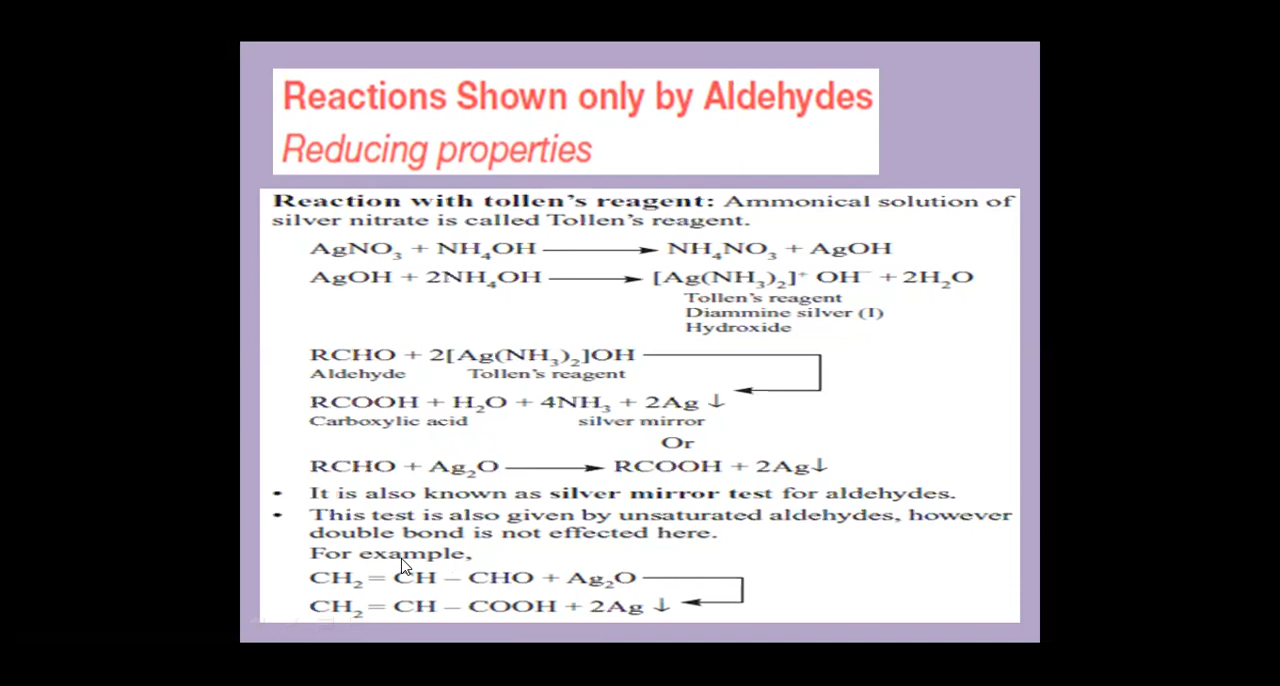 Reactions Shown only by Aldehydes
Reducing properties
Reaction with tollen's reagent: Ammonical solution of
silver nitrate is called Tollen's reagent.
AgNO₃ + NH₄OH ⟶ NH₄NO₃ + AgOH
AgOH + 2NH₄OH ⟶ [Ag(NH₃)₂]⁺ OH⁻ + 2H₂O
Tollen's reagent
Diammine silver (I)
Hydroxide
RCHO + 2[Ag(NH₃)₂]OH
Aldehyde Tollen's reagent
RCOOH + H₂O + 4NH₃ + 2Ag ↓
Carboxylic acid silver mirror
Or
RCHO + Ag₂O ⟶ RCOOH + 2Ag↓
• It is also known as silver mirror test for aldehydes.
• This test is also given by unsaturated aldehydes, however
double bond is not effected here.
For example,
CH₂ = CH – CHO + Ag₂O
CH₂ = CH – COOH + 2Ag ↓